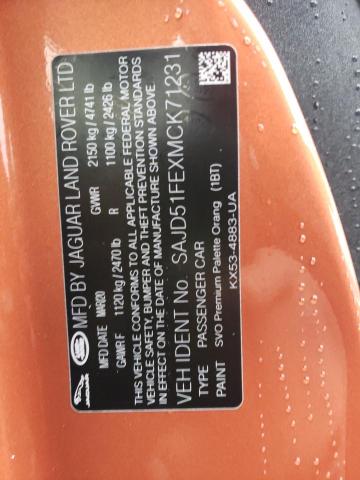 MFD BY JAGUAR LAND ROVER LTD
MFD DATE MAR20 GVWR 2150 kg / 4741 lb
GAWR F 1120 kg / 2470 lb R 1100 kg / 2426 lb
THIS VEHICLE CONFORMS TO ALL APPLICABLE FEDERAL MOTOR
VEHICLE SAFETY, BUMPER AND THEFT PREVENTION STANDARDS
IN EFFECT ON THE DATE OF MANUFACTURE SHOWN ABOVE.
VEH IDENT No. SAJD51FEXMCK71231
TYPE PASSENGER CAR
PAINT SVO Premium Palette Orang (1BT)
KX53-4883-UA